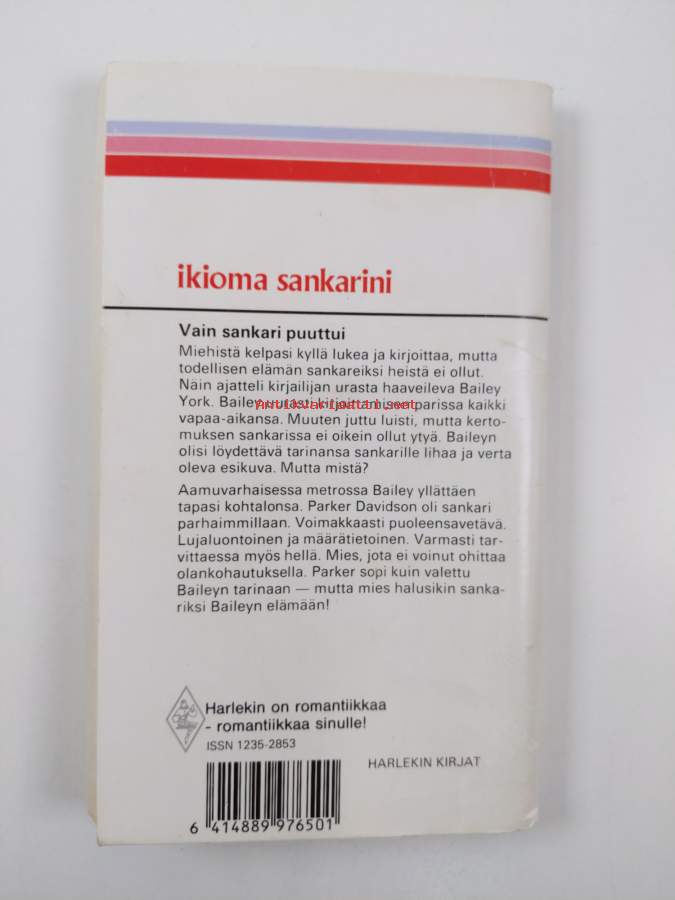 ikioma sankarini
Vain sankari puuttui
Miehistä kelpasi kyllä lukea ja kirjoittaa, mutta
todellisen elämän sankareiksi heistä ei ollut.
Näin ajatteli kirjailijan urasta haaveileva Bailey
York. Bailey uurasti kirjoittamisen parissa kaikki
Antikvariaatti.net
vapaa-aikansa. Muuten juttu luisti, mutta kerto-
muksen sankarissa ei oikein ollut ytyä. Baileyn
olisi löydettävä tarinansa sankarille lihaa ja verta
oleva esikuva. Mutta mistä?
Aamuvarhaisessa metrossa Bailey yllättäen
tapasi kohtalonsa. Parker Davidson oli sankari
parhaimmillaan. Voimakkaasti puoleensavetävä.
Lujaluontoinen ja määrätietoinen. Varmasti tar-
vittaessa myös hellä. Mies, jota ei voinut ohittaa
olankohautuksella. Parker sopi kuin valettu
Baileyn tarinaan — mutta mies halusikin sanka-
riksi Baileyn elämään!
Harlekin on romantiikkaa
- romantiikkaa sinulle!
ISSN 1235-2853
HARLEKIN KIRJAT
6 414889 976501